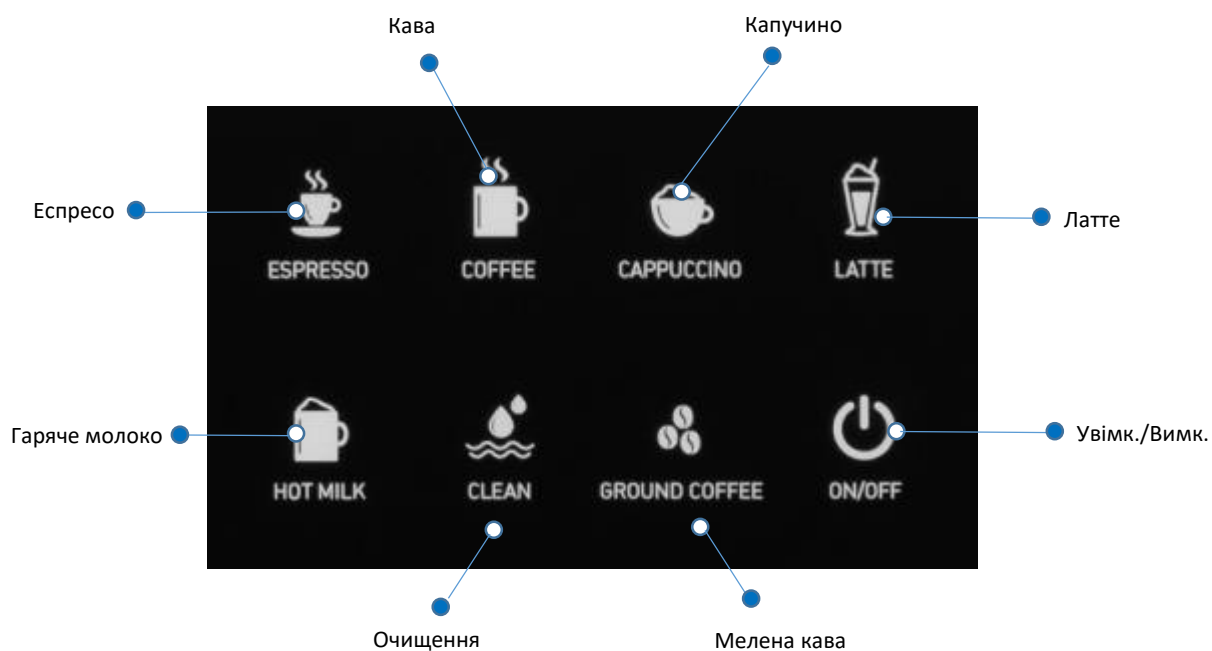 Кава
Капучино
Еспресо
Латте
ESPRESSO
COFFEE
CAPPUCCINO
LATTE
Гаряче молоко
Увімк./Вимк.
HOT MILK
CLEAN
GROUND COFFEE
ON/OFF
Очищення
Мелена кава